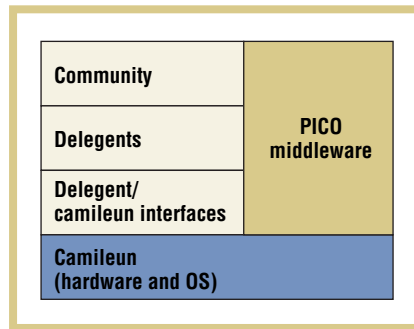 Community
Delegents
PICO
middleware
Delegent/
camileun interfaces
Camileun
(hardware and OS)